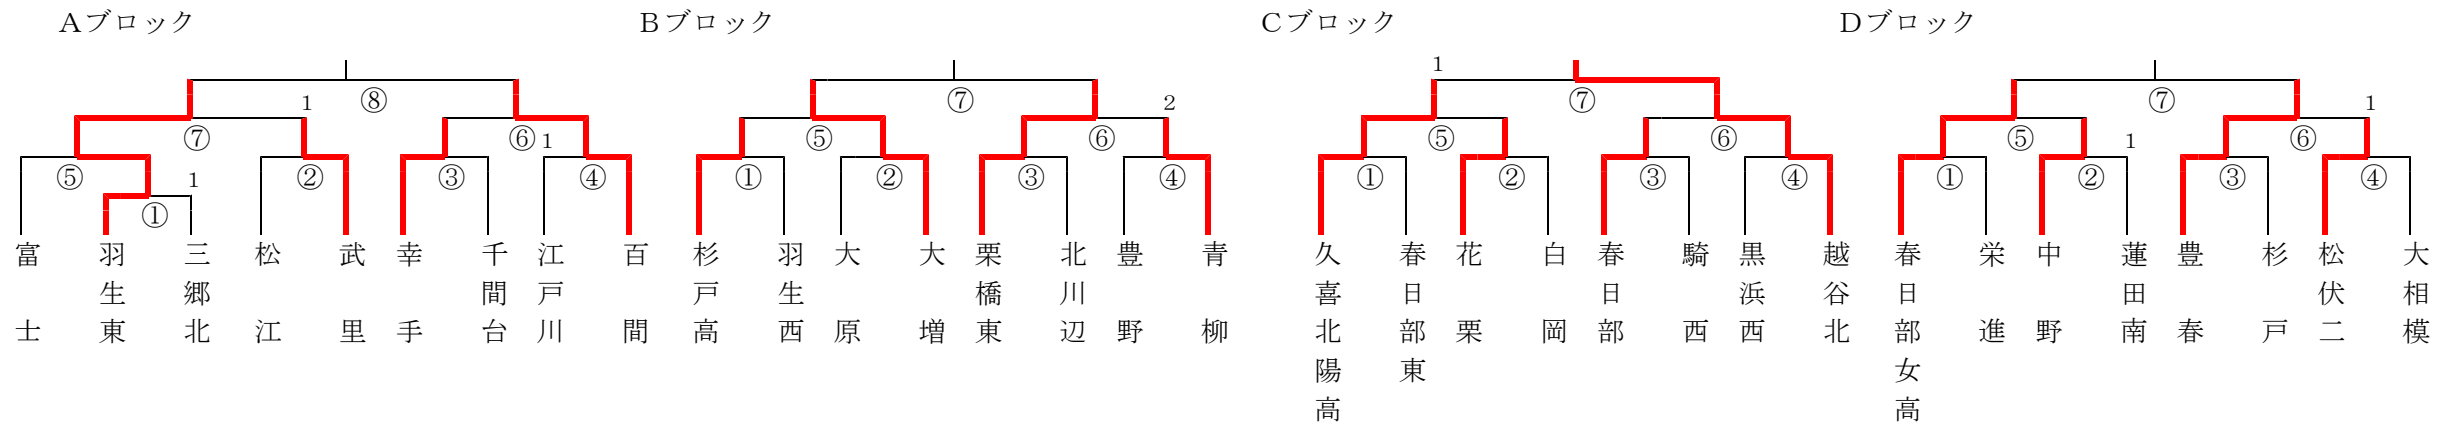 Aブロック
Bブロック
Cブロック
Dブロック
1
⑧
⑦
⑦
⑦
1
2
1
⑦
⑥
⑤
⑥
⑤
⑥
⑤
⑥
1
1
⑤
②
③
④
①
②
③
④
①
②
③
④
①
②
③
④
1
①
富士
羽生東
三郷北
松江
武里
幸手
千間台
江戸川
百間
杉戸高
羽生西
大原
大増
栗橋東
北川辺
豊野
青柳
久喜北陽高
春日部東
花栗
白岡
春日部
騎西
黒浜西
越谷北
春日部女高
栄進
中野
蓮田南
豊春
杉戸
松伏二
大相模